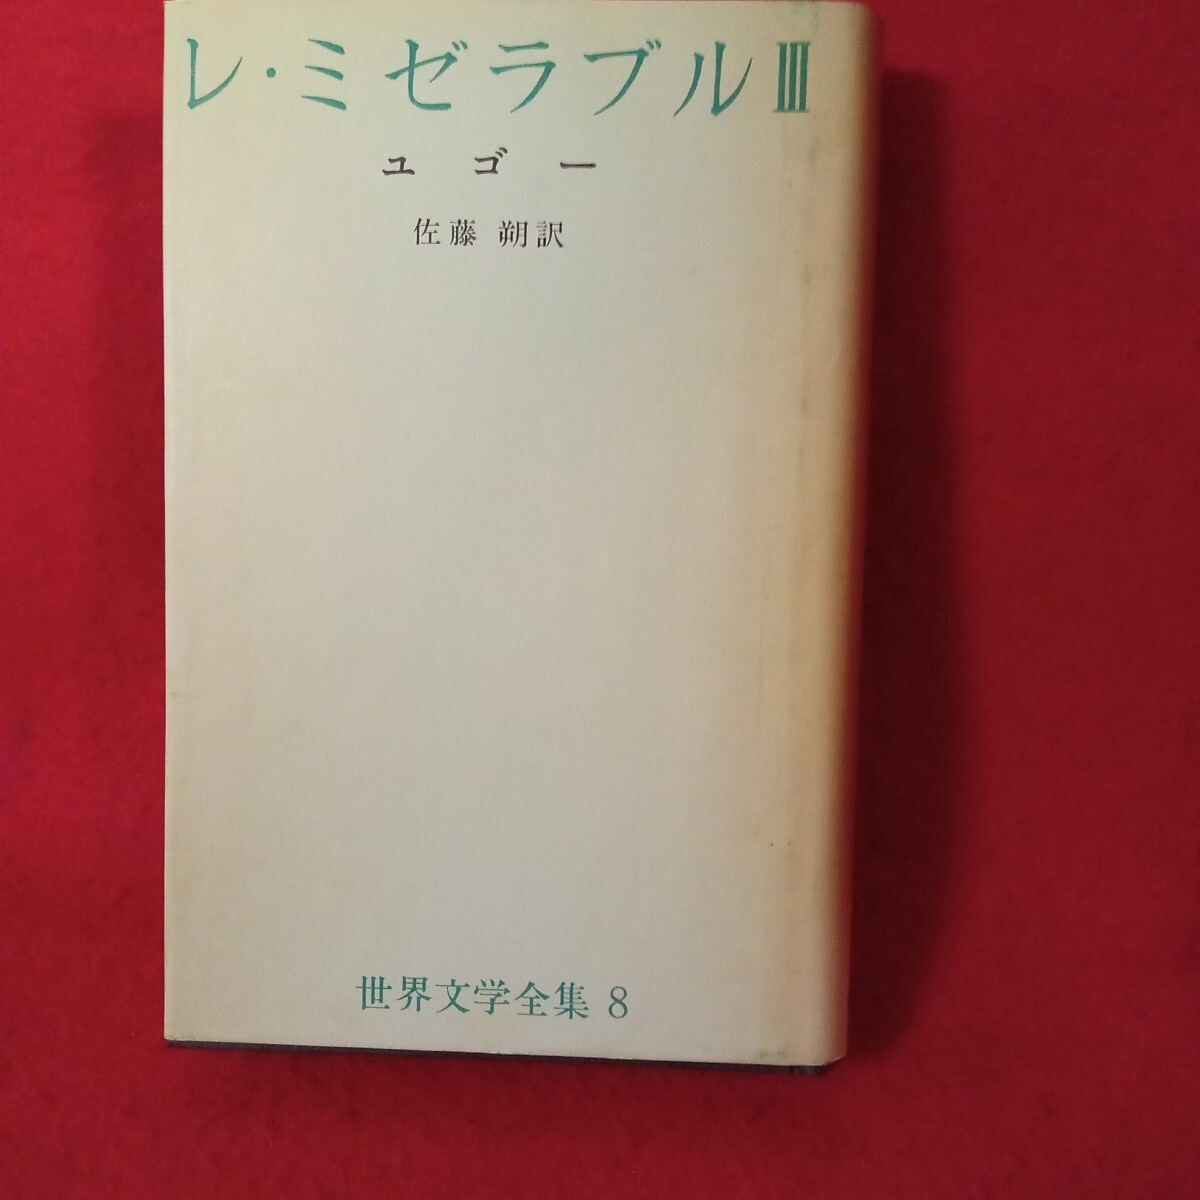 レ・ミゼラブルⅢ
ユゴー
佐藤 朔訳
世界文学全集 8